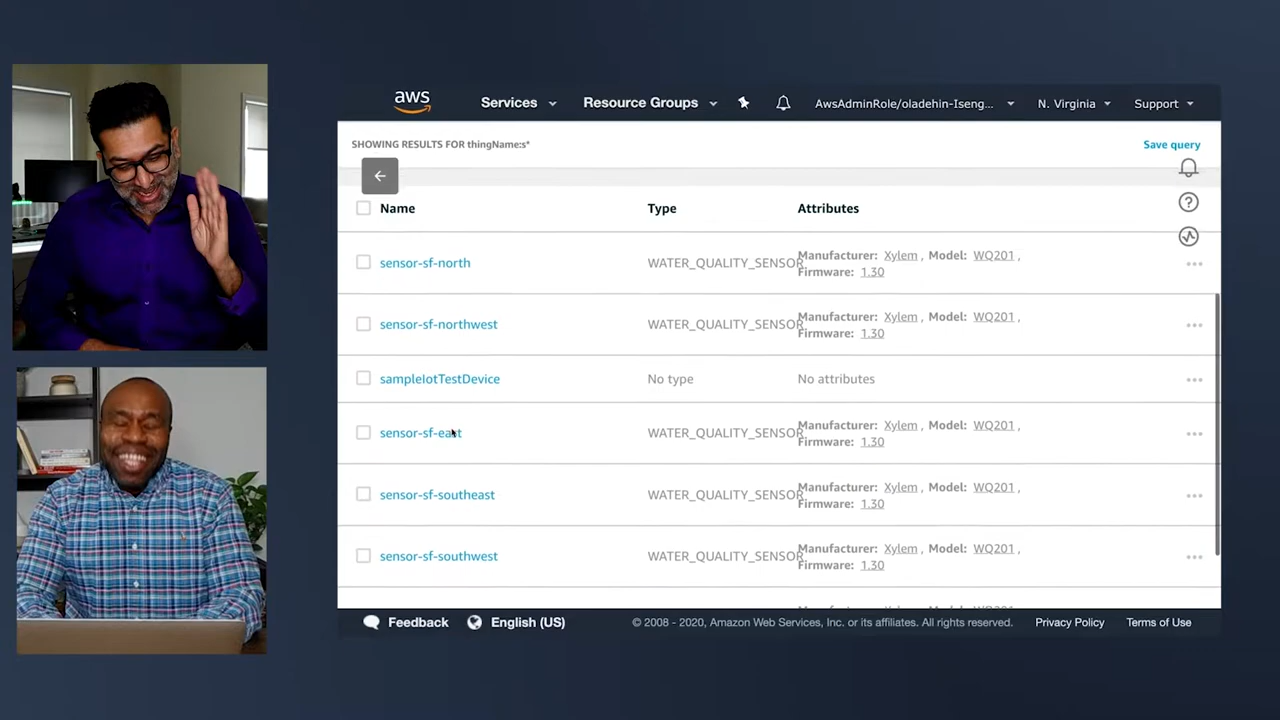 aws Services Resource Groups AwsAdminRole/oladehin-Iseng... N. Virginia Support
SHOWING RESULTS FOR thingName:s* Save query
Name Type Attributes
sensor-sf-north WATER_QUALITY_SENSOR Manufacturer: Xylem , Model: WQ201 ,
Firmware: 1.30
sensor-sf-northwest WATER_QUALITY_SENSOR Manufacturer: Xylem , Model: WQ201 ,
Firmware: 1.30
sampleIotTestDevice No type No attributes
sensor-sf-east WATER_QUALITY_SENSOR Manufacturer: Xylem , Model: WQ201 ,
Firmware: 1.30
sensor-sf-southeast WATER_QUALITY_SENSOR Manufacturer: Xylem , Model: WQ201 ,
Firmware: 1.30
sensor-sf-southwest WATER_QUALITY_SENSOR Manufacturer: Xylem , Model: WQ201 ,
Firmware: 1.30
Feedback English (US) © 2008 - 2020, Amazon Web Services, Inc. or its affiliates. All rights reserved. Privacy Policy Terms of Use